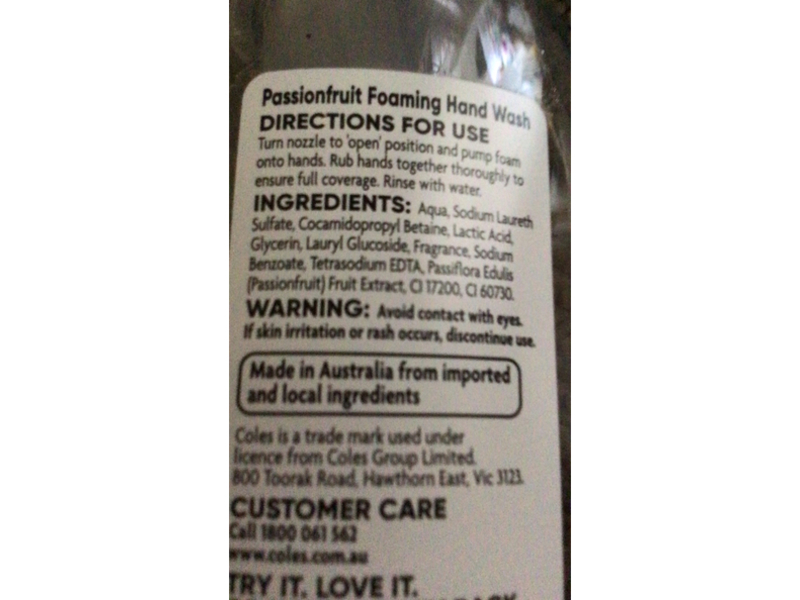 Passionfruit Foaming Hand Wash
DIRECTIONS FOR USE
Turn nozzle to 'open' position and pump foam
onto hands. Rub hands together thoroughly to
ensure full coverage. Rinse with water.
INGREDIENTS: Aqua, Sodium Laureth
Sulfate, Cocamidopropyl Betaine, Lactic Acid,
Glycerin, Lauryl Glucoside, Fragrance, Sodium
Benzoate, Tetrasodium EDTA, Passiflora Edulis
(Passionfruit) Fruit Extract, CI 17200, CI 60730.
WARNING: Avoid contact with eyes.
If skin irritation or rash occurs, discontinue use.
Made in Australia from imported
and local ingredients
Coles is a trade mark used under
licence from Coles Group Limited.
800 Toorak Road, Hawthorn East, Vic 3123.
CUSTOMER CARE
Call 1800 061 562
www.coles.com.au
TRY IT. LOVE IT.